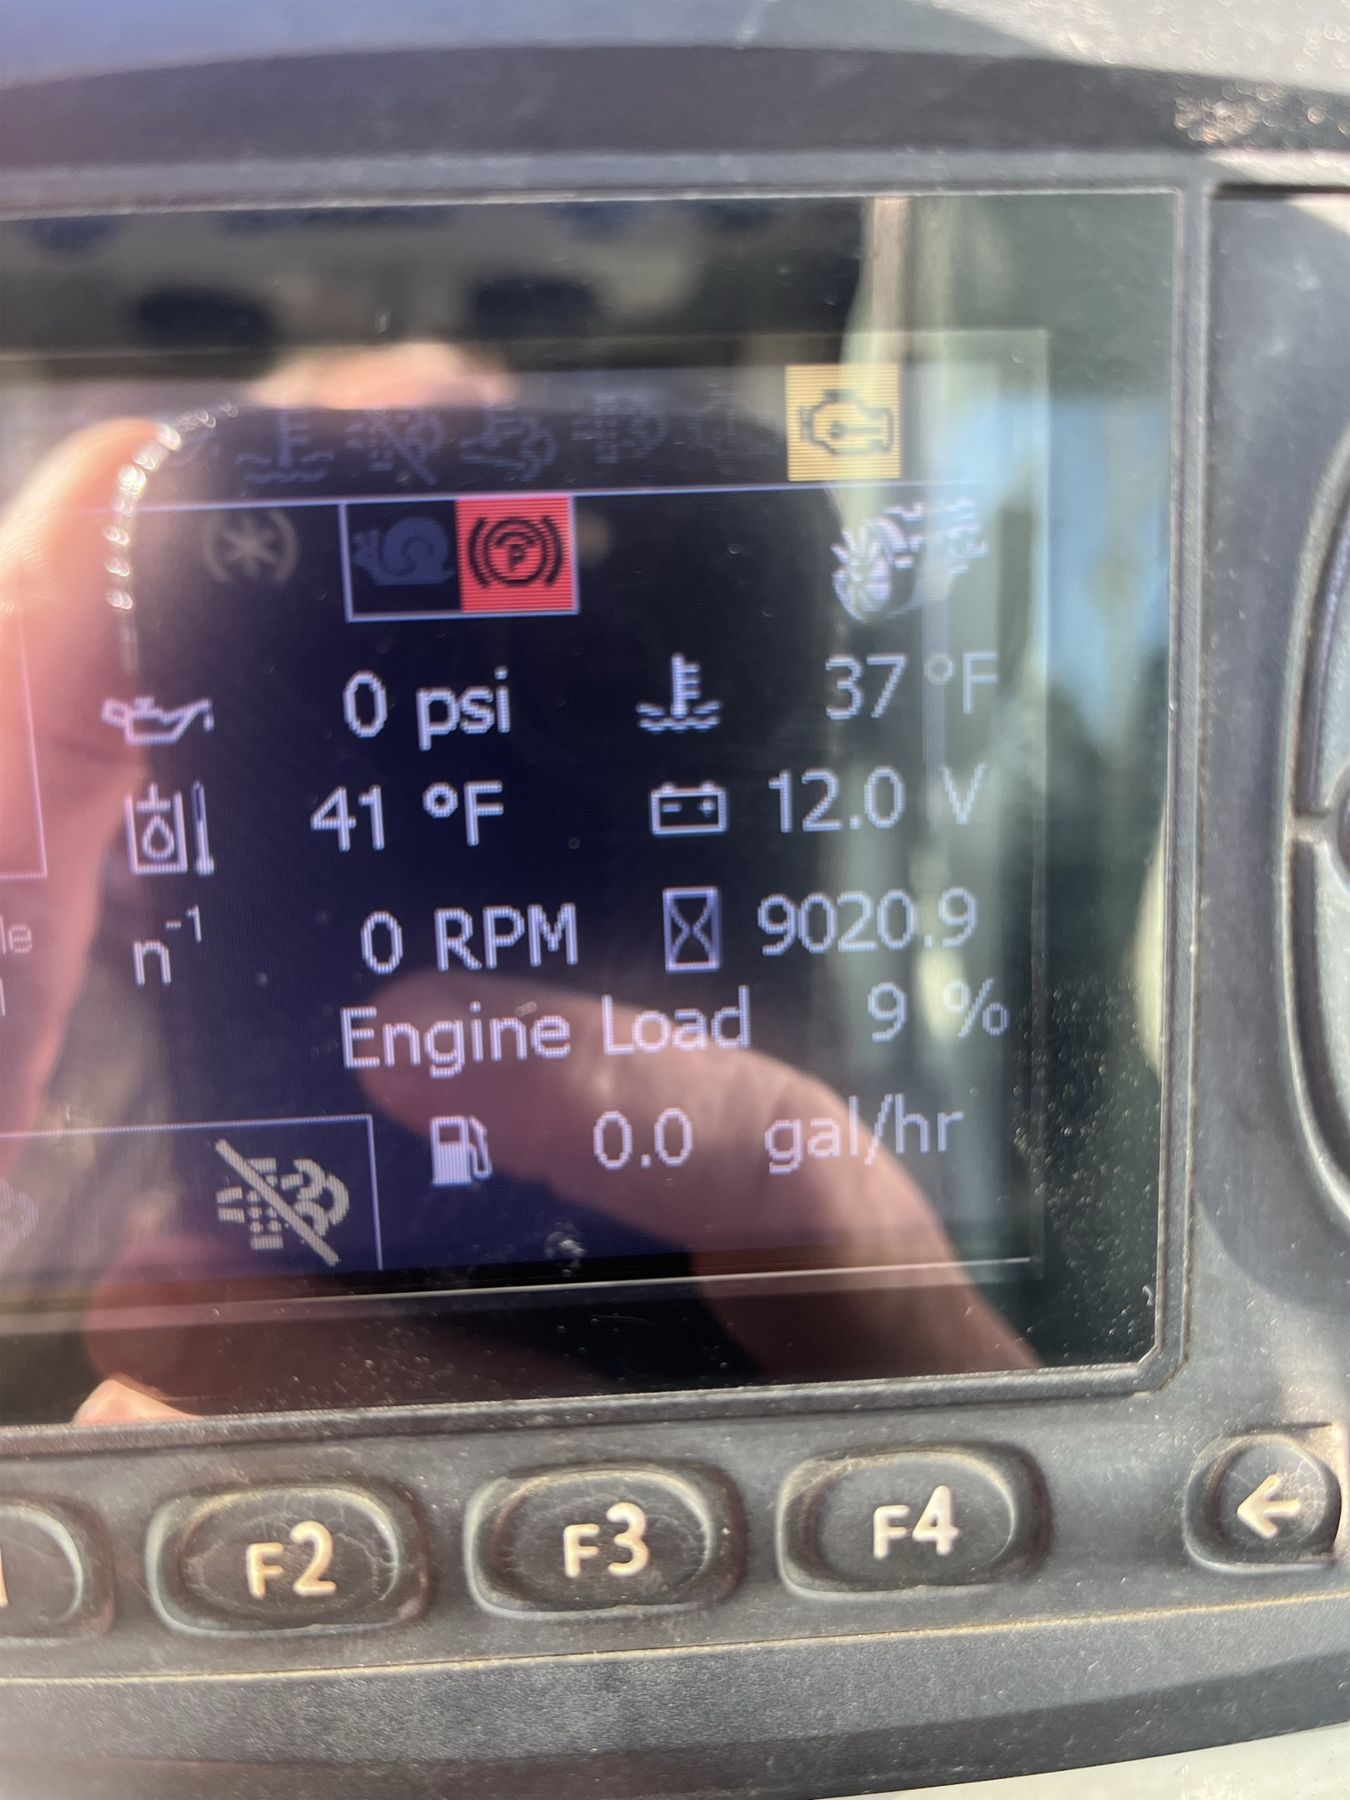 P
0 psi 37 °F
41 °F 12.0 V
le
n-1 0 RPM 9020.9
Engine Load 9 %
0.0 gal/hr
F2 F3 F4